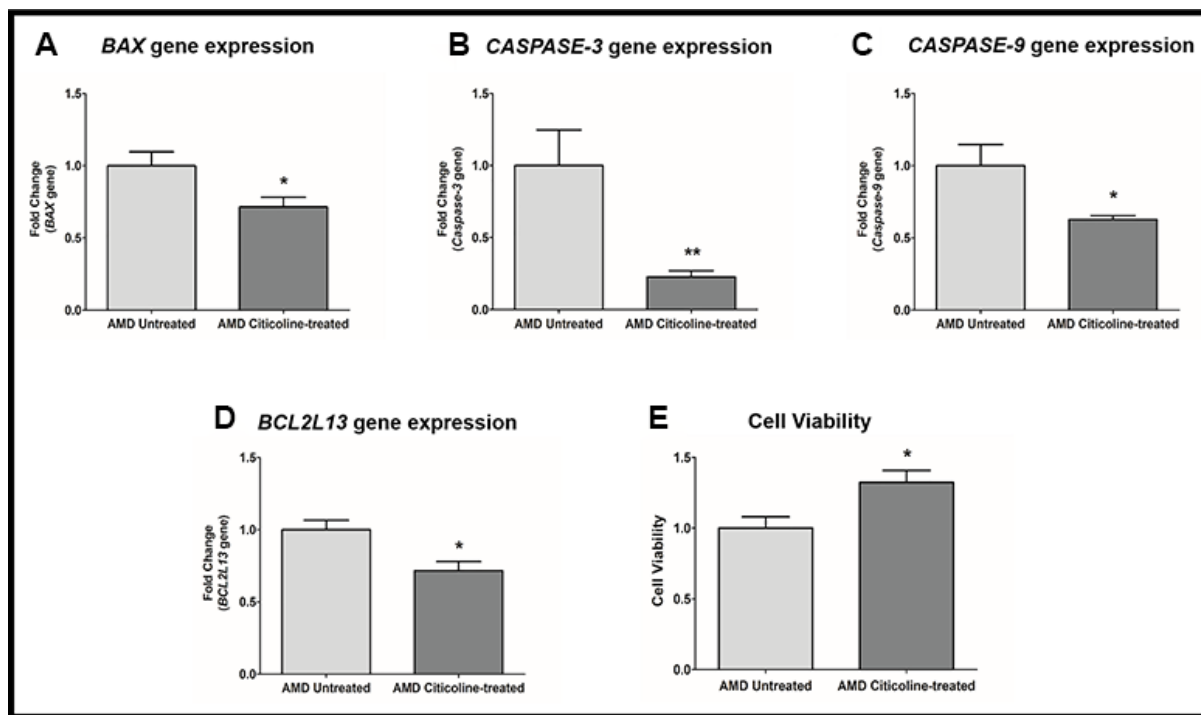 A
BAX gene expression
Fold Change
(BAX gene)
1.5
1.0
0.5
0.0
*
AMD Untreated
AMD Citicoline-treated
B
CASPASE-3 gene expression
Fold Change
(Caspase-3 gene)
1.5
1.0
0.5
0.0
**
AMD Untreated
AMD Citicoline-treated
C
CASPASE-9 gene expression
Fold Change
(Caspase-9 gene)
1.5
1.0
0.5
0.0
*
AMD Untreated
AMD Citicoline-treated
D
BCL2L13 gene expression
Fold Change
(BCL2L13 gene)
1.5
1.0
0.5
0.0
*
AMD Untreated
AMD Citicoline-treated
E
Cell Viability
Cell Viability
1.5
1.0
0.5
0.0
*
AMD Untreated
AMD Citicoline-treated